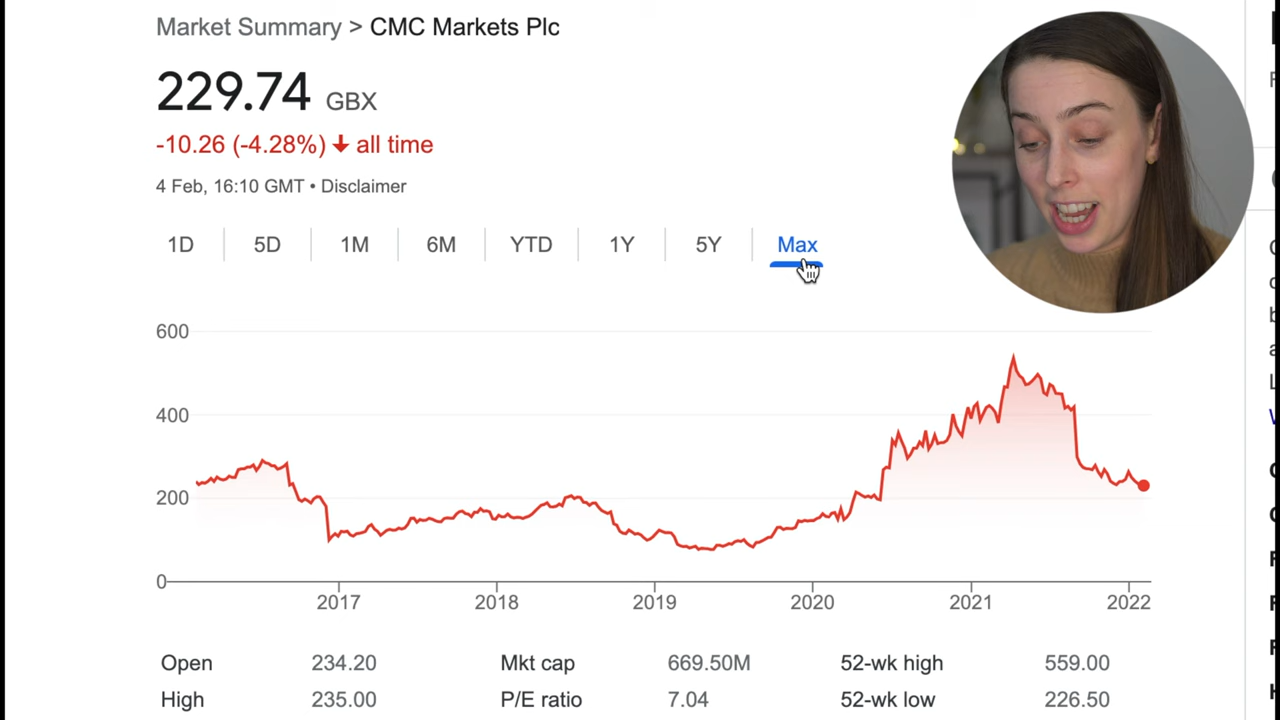 Market Summary > CMC Markets Plc
229.74 GBX
-10.26 (-4.28%) ↓ all time
4 Feb, 16:10 GMT • Disclaimer
1D 5D 1M 6M YTD 1Y 5Y Max
600
400
200
0
2017 2018 2019 2020 2021 2022
Open 234.20 Mkt cap 669.50M 52-wk high 559.00
High 235.00 P/E ratio 7.04 52-wk low 226.50